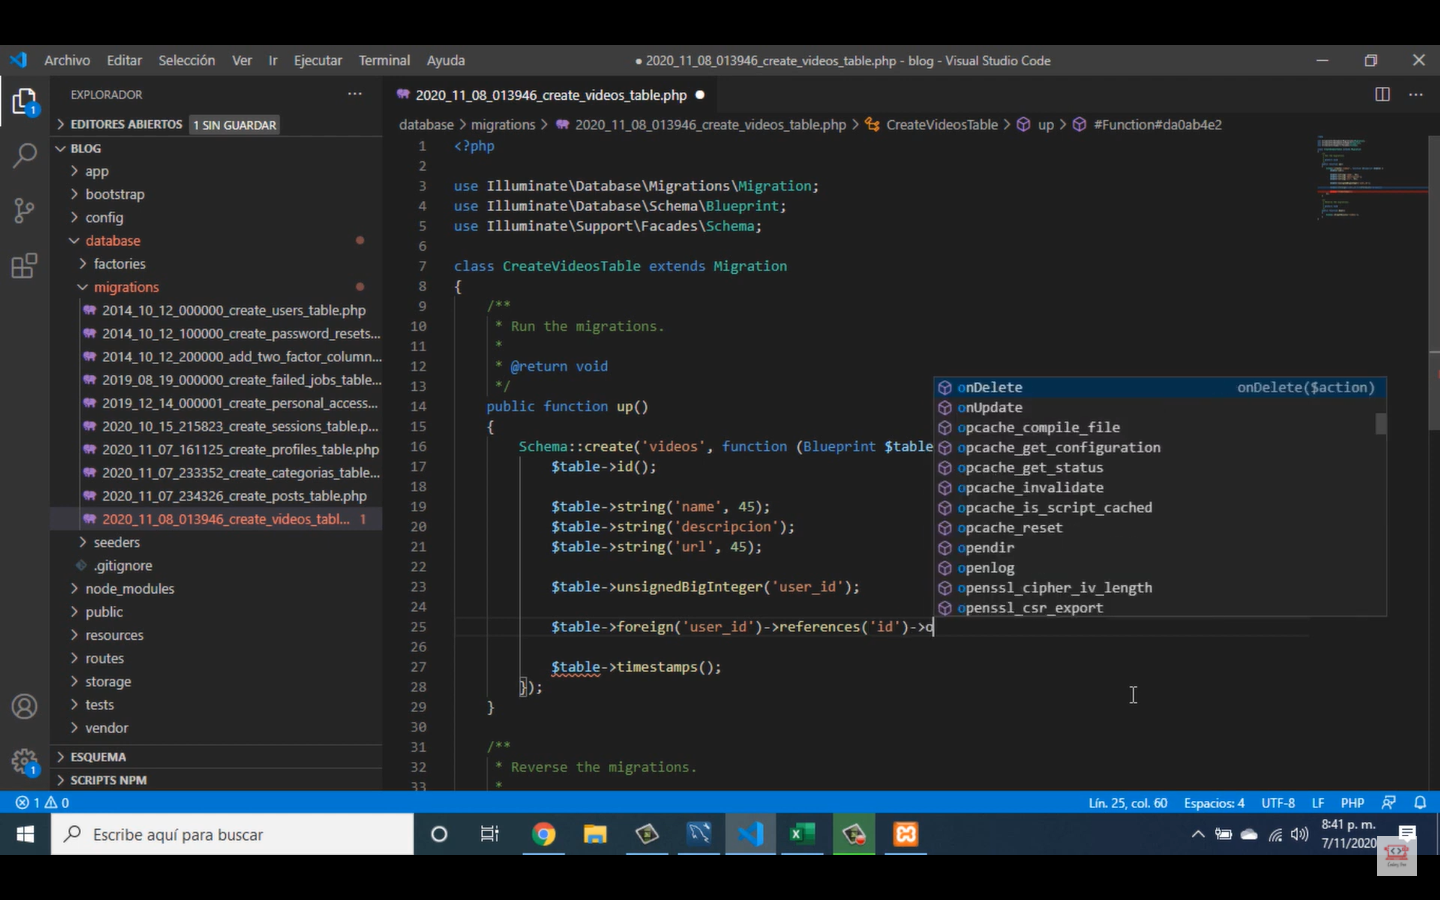 Archivo Editar Selección Ver Ir Ejecutar Terminal Ayuda
● 2020_11_08_013946_create_videos_table.php - blog - Visual Studio Code
EXPLORADOR
EDITORES ABIERTOS 1 SIN GUARDAR
BLOG
app
bootstrap
config
database
factories
migrations
2014_10_12_000000_create_users_table.php
2014_10_12_100000_create_password_resets...
2014_10_12_200000_add_two_factor_column...
2019_08_19_000000_create_failed_jobs_table...
2019_12_14_000001_create_personal_access...
2020_10_15_215823_create_sessions_table.p...
2020_11_07_161125_create_profiles_table.php
2020_11_07_233352_create_categorias_table...
2020_11_07_234326_create_posts_table.php
2020_11_08_013946_create_videos_tabl... 1
seeders
.gitignore
node_modules
public
resources
routes
storage
tests
vendor
ESQUEMA
SCRIPTS NPM
1
1
2020_11_08_013946_create_videos_table.php
database > migrations > 2020_11_08_013946_create_videos_table.php > CreateVideosTable > up > #Function#da0ab4e2
1 <?php
2
3 use Illuminate\Database\Migrations\Migration;
4 use Illuminate\Database\Schema\Blueprint;
5 use Illuminate\Support\Facades\Schema;
6
7 class CreateVideosTable extends Migration
8 {
9 /**
10 * Run the migrations.
11 *
12 * @return void
13 */
14 public function up()
15 {
16 Schema::create('videos', function (Blueprint $table
17 $table->id();
18
19 $table->string('name', 45);
20 $table->string('descripcion');
21 $table->string('url', 45);
22
23 $table->unsignedBigInteger('user_id');
24
25 $table->foreign('user_id')->references('id')->o
26
27 $table->timestamps();
28 });
29 }
30
31 /**
32 * Reverse the migrations.
33 *
onDelete onDelete($action)
onUpdate
opcache_compile_file
opcache_get_configuration
opcache_get_status
opcache_invalidate
opcache_is_script_cached
opcache_reset
opendir
openlog
openssl_cipher_iv_length
openssl_csr_export
1 0
Lín. 25, col. 60 Espacios: 4 UTF-8 LF PHP
Escribe aquí para buscar
8:41 p. m.
7/11/2020